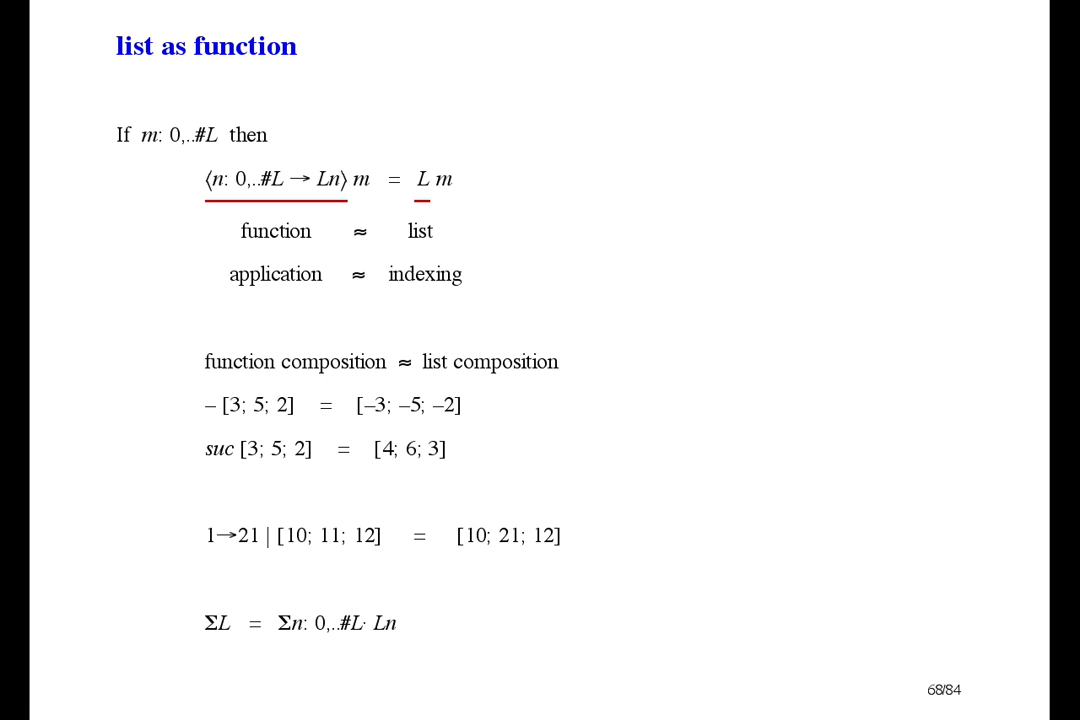 list as function
If m: 0,..#L then
⟨n: 0,..#L → Ln⟩ m = L m
function ≈ list
application ≈ indexing
function composition ≈ list composition
– [3; 5; 2] = [–3; –5; –2]
suc [3; 5; 2] = [4; 6; 3]
1→21 | [10; 11; 12] = [10; 21; 12]
ΣL = Σn: 0,..#L· Ln
68/84